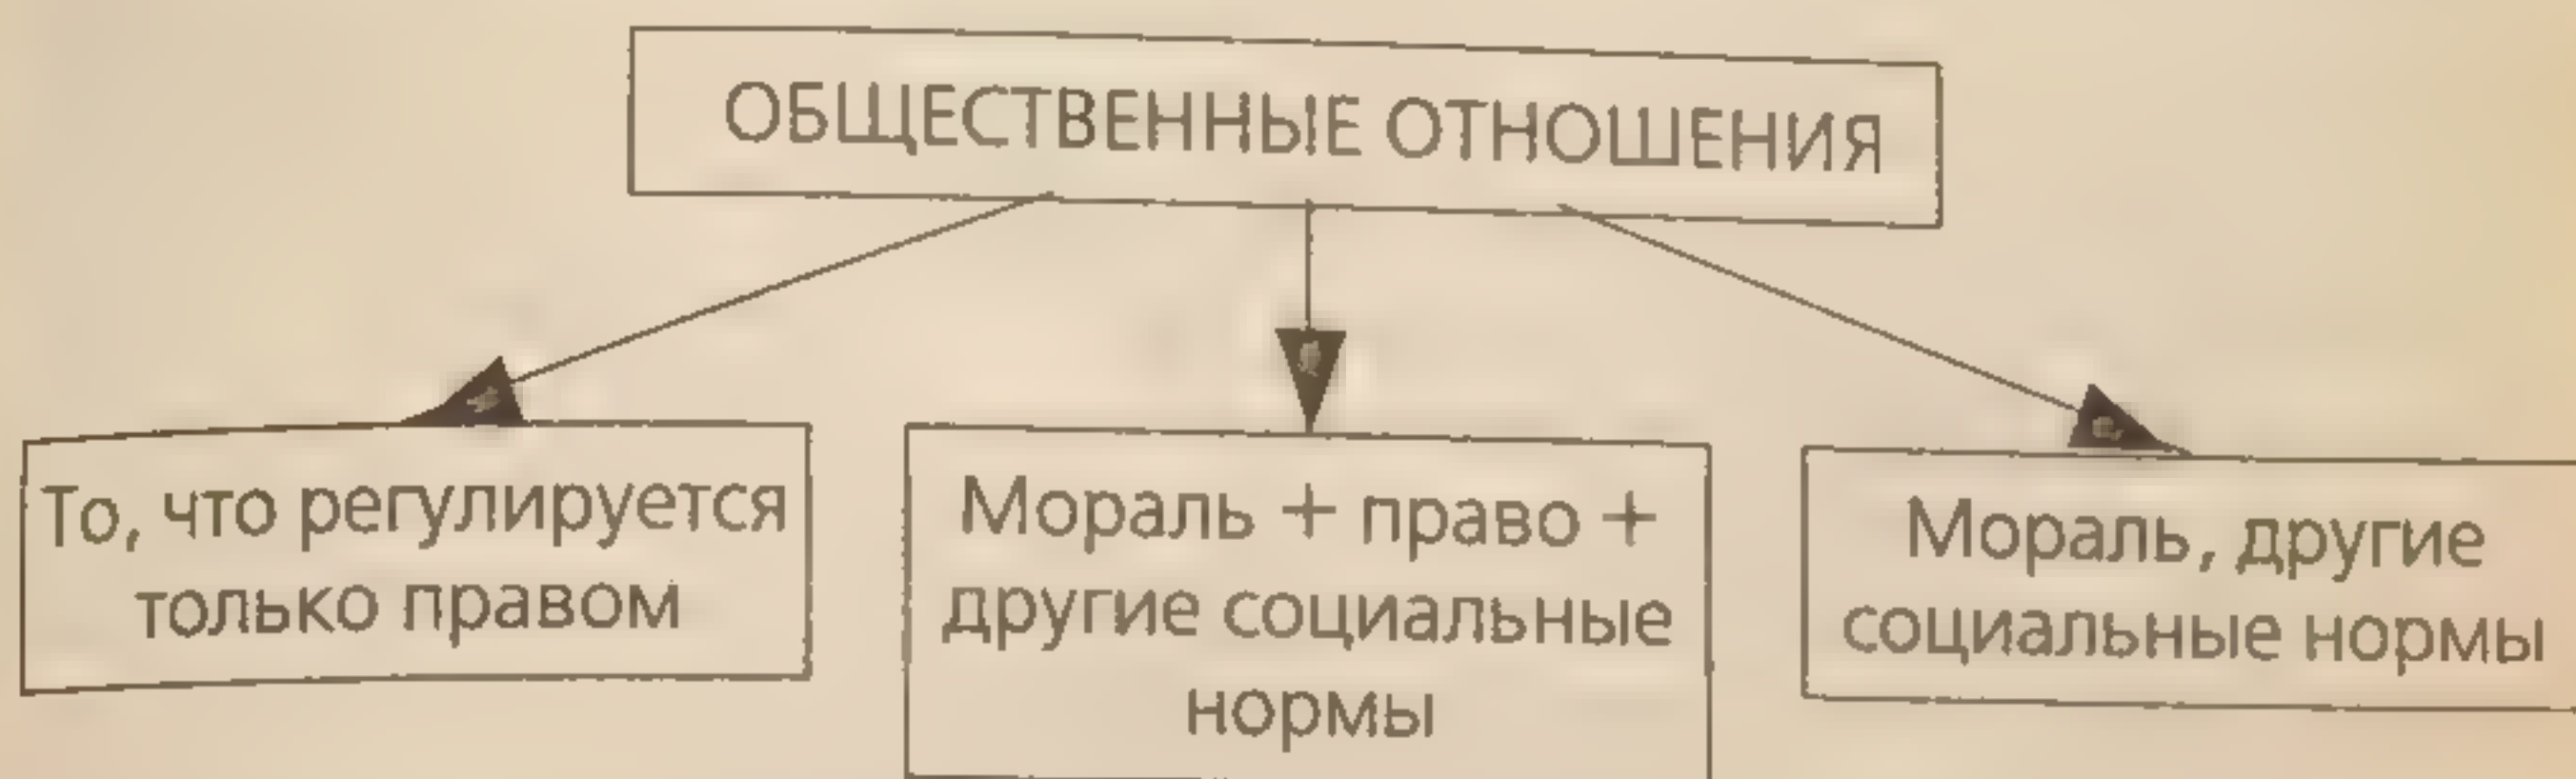 ОБЩЕСТВЕННЫЕ ОТНОШЕНИЯ
То, что регулируется
только правом
Мораль + право +
другие социальные
нормы
Мораль, другие
социальные нормы